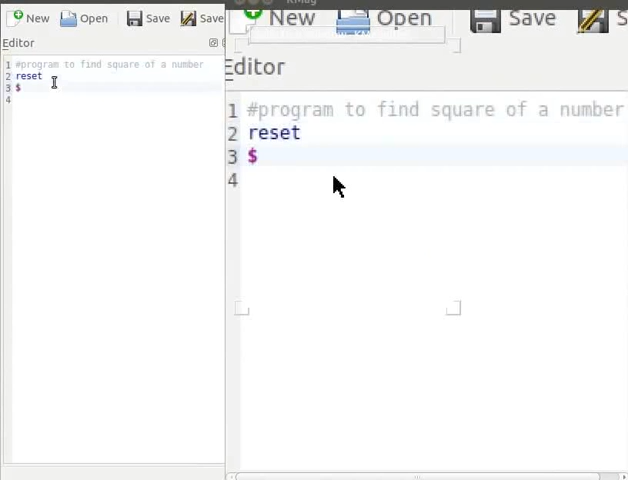 New Open Save Save
Editor
1 #program to find square of a number
2 reset
3 $
4
New Open Save S
Editor
1 #program to find square of a number
2 reset
3 $
4